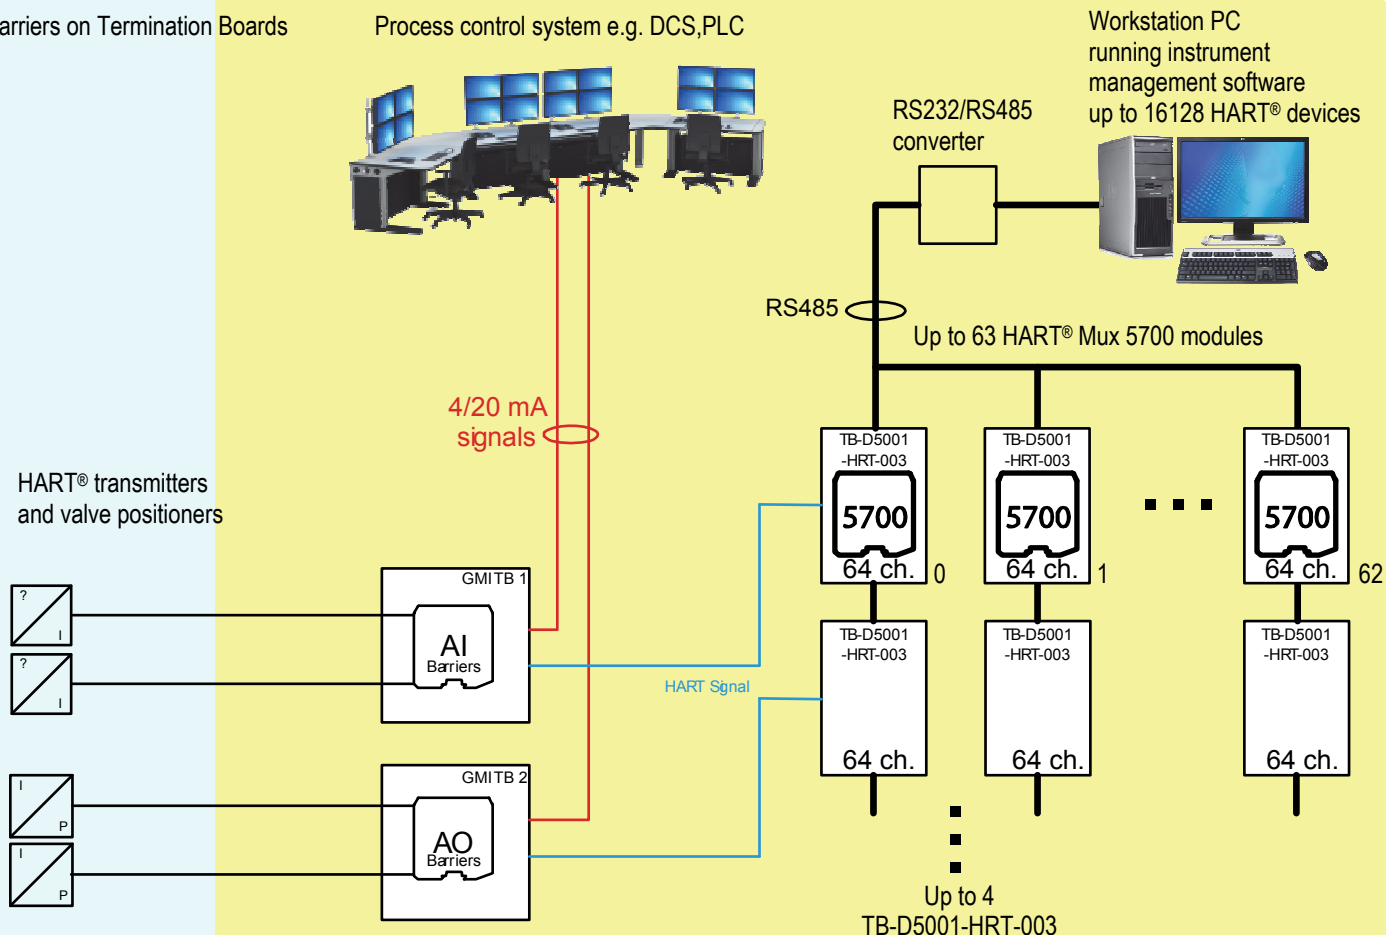 Boards
Process control system e.g. DCS,PLC
Workstation PC
running instrument
management software
up to 16128 HART® devices
on Termination
RS232/RS485
converter
RS485
Up to 63 HART® Mux 5700 modules
4/20 mA
signals
HART® transmitters
and valve positioners
TB-D5001
-HRT-003
5700
64 ch.
0
TB-D5001
-HRT-003
5700
64 ch.
1
TB-D5001
-HRT-003
5700
64 ch.
62
?
I
?
I
GMITB 1
AI
Barriers
HART Signal
TB-D5001
-HRT-003
64 ch.
TB-D5001
-HRT-003
64 ch.
TB-D5001
-HRT-003
64 ch.
I
P
I
P
GMITB 2
AO
Barriers
Up to 4
TB-D5001-HRT-003